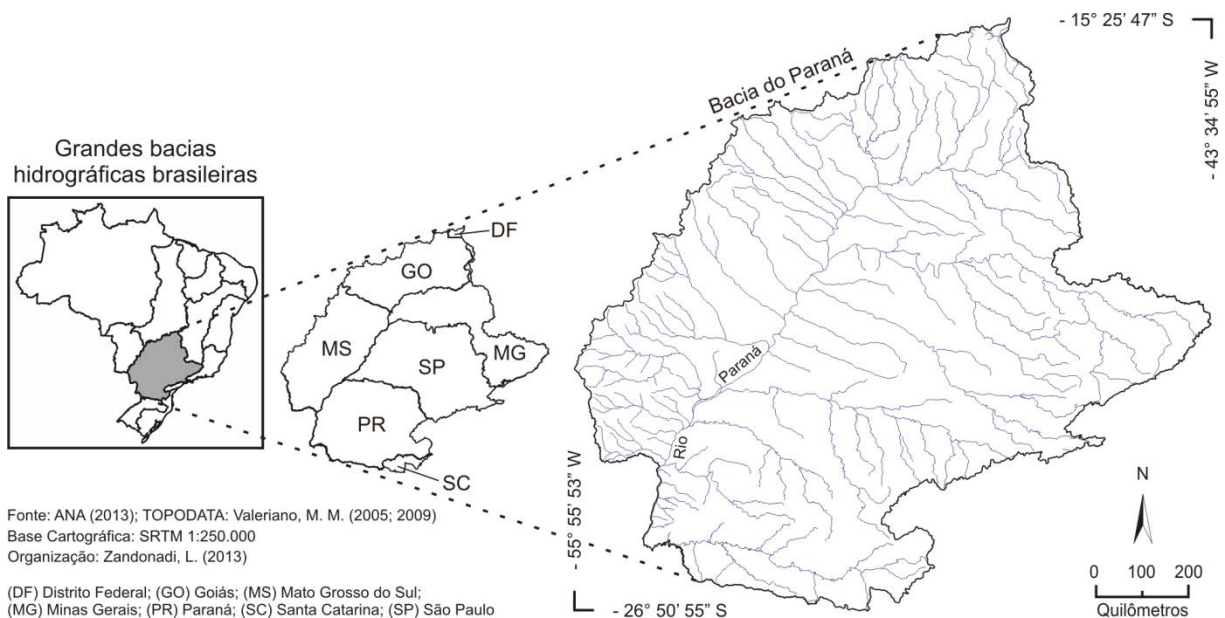 Grandes bacias
hidrográficas brasileiras
DF
GO
MS
MG
SP
PR
SC
Bacia do Paraná
Paraná
Rio
- 15° 25’ 47” S
- 43° 34’ 55” W
- 55° 55’ 53” W
- 26° 50’ 55” S
N
0 100 200
Quilômetros
Fonte: ANA (2013); TOPODATA: Valeriano, M. M. (2005; 2009)
Base Cartográfica: SRTM 1:250.000
Organização: Zandonadi, L. (2013)
(DF) Distrito Federal; (GO) Goiás; (MS) Mato Grosso do Sul;
(MG) Minas Gerais; (PR) Paraná; (SC) Santa Catarina; (SP) São Paulo